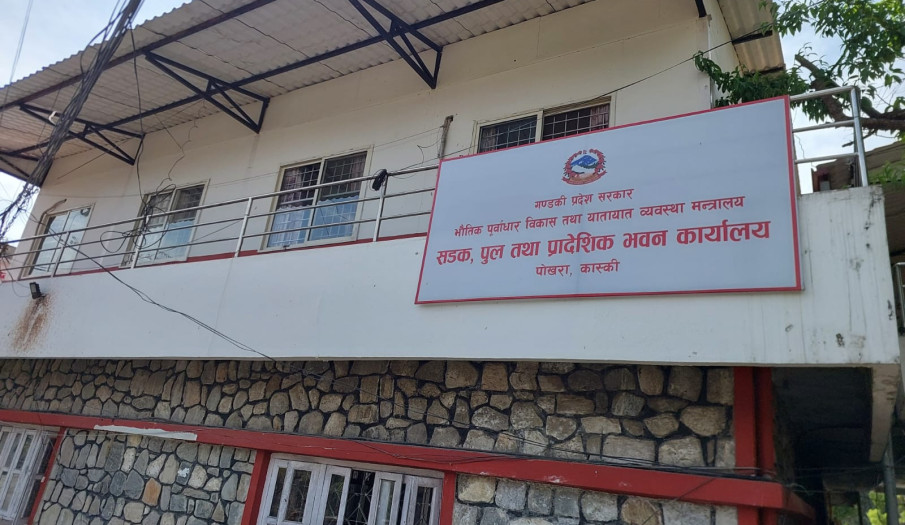 गण्डकी प्रदेश सरकार
भौतिक पूर्वाधार विकास तथा यातायात व्यवस्था मन्त्रालय
सडक, पुल तथा प्रादेशिक भवन कार्यालय
पोखरा, कास्की